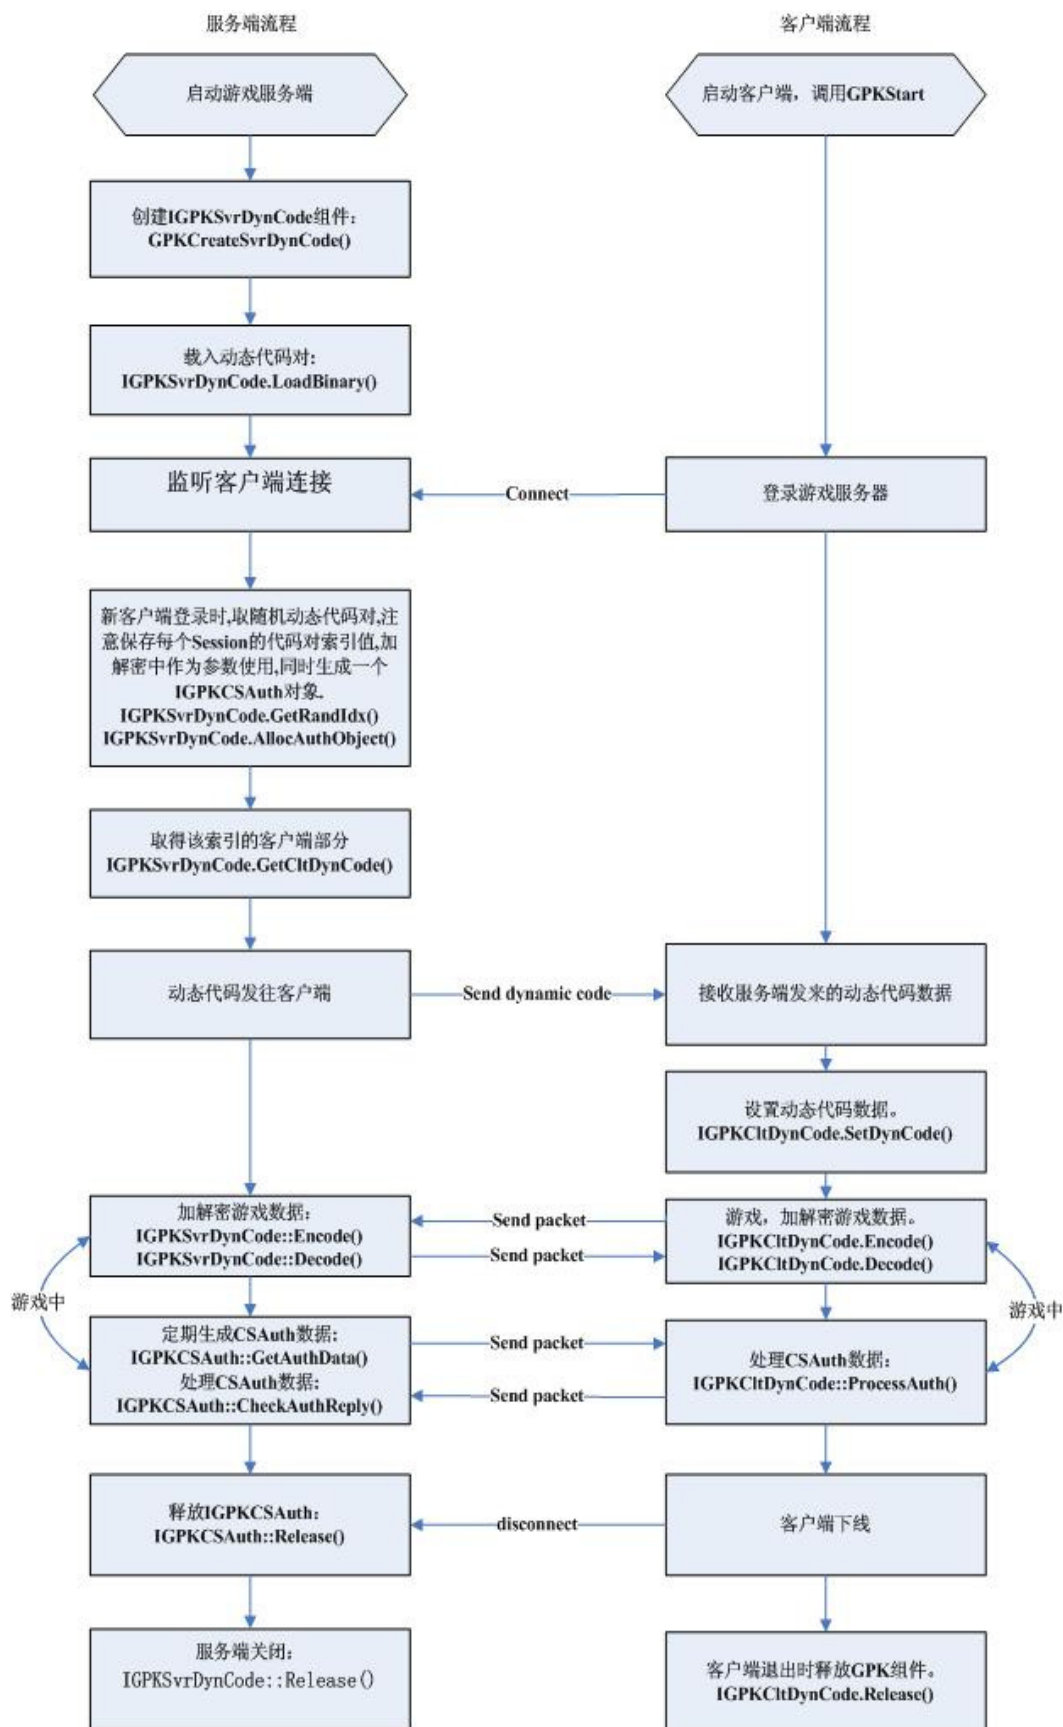 服务端流程
客户端流程
启动游戏服务端
启动客户端，调用GPKStart
创建IGPKSvrDynCode组件：
GPKCreateSvrDynCode()
载入动态代码对：
IGPKSvrDynCode.LoadBinary()
监听客户端连接
Connect
登录游戏服务器
新客户端登录时,取随机动态代码对,注
意保存每个Session的代码对索引值,加
解密中作为参数使用,同时生成一个
IGPKCSAuth对象.
IGPKSvrDynCode.GetRandIdx()
IGPKSvrDynCode.AllocAuthObject()
取得该索引的客户端部分
IGPKSvrDynCode.GetCltDynCode()
动态代码发往客户端
Send dynamic code
接收服务端发来的动态代码数据
设置动态代码数据。
IGPKCltDynCode.SetDynCode()
加解密游戏数据：
IGPKSvrDynCode::Encode()
IGPKSvrDynCode::Decode()
Send packet
Send packet
游戏，加解密游戏数据。
IGPKCltDynCode.Encode()
IGPKCltDynCode.Decode()
游戏中
游戏中
定期生成CSAuth数据:
IGPKCSAuth::GetAuthData()
处理CSAuth数据:
IGPKCSAuth::CheckAuthReply()
Send packet
Send packet
处理CSAuth数据：
IGPKCltDynCode::ProcessAuth()
释放IGPKCSAuth：
IGPKCSAuth::Release()
disconnect
客户端下线
服务端关闭：
IGPKSvrDynCode::Release()
客户端退出时释放GPK组件。
IGPKCltDynCode.Release()